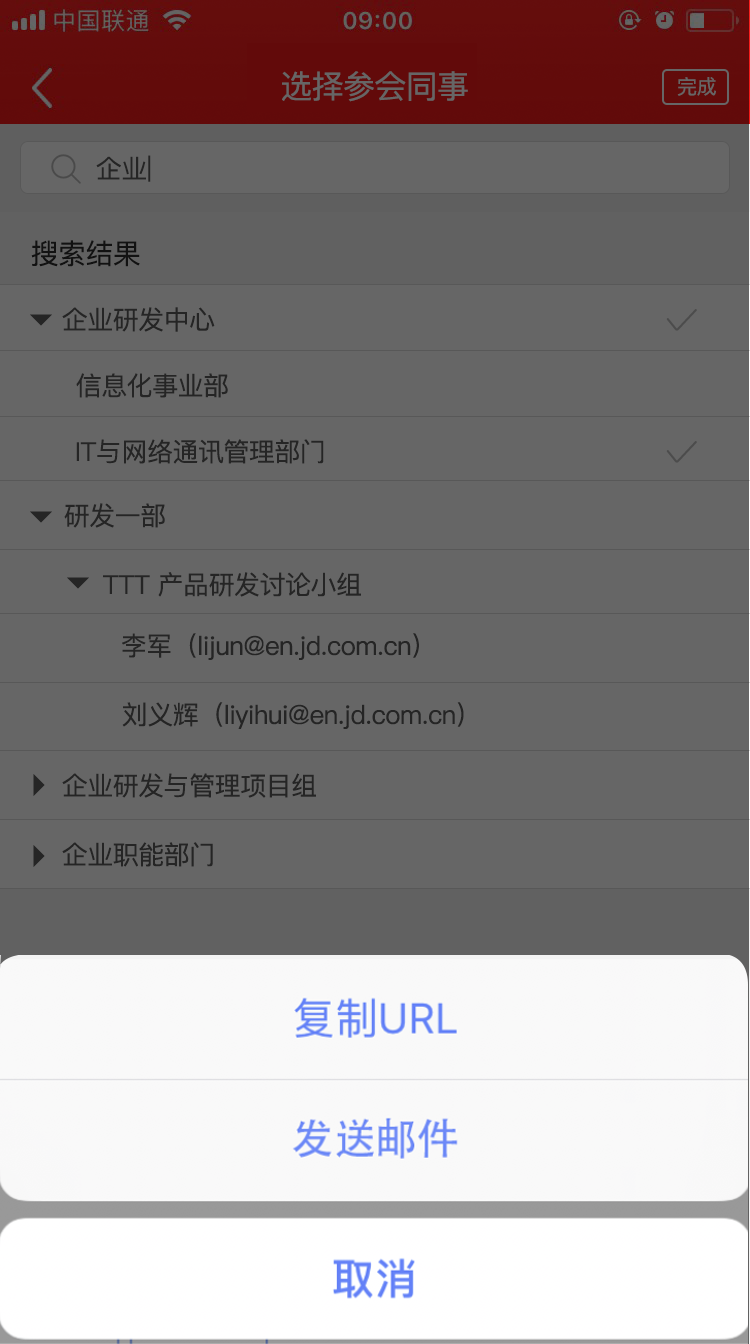 中国联通
09:00
选择参会同事
完成
企业
搜索结果
企业研发中心
信息化事业部
IT与网络通讯管理部门
研发一部
TTT 产品研发讨论小组
李军（lijun@en.jd.com.cn）
刘义辉（liyihui@en.jd.com.cn）
企业研发与管理项目组
企业职能部门
复制URL
发送邮件
取消